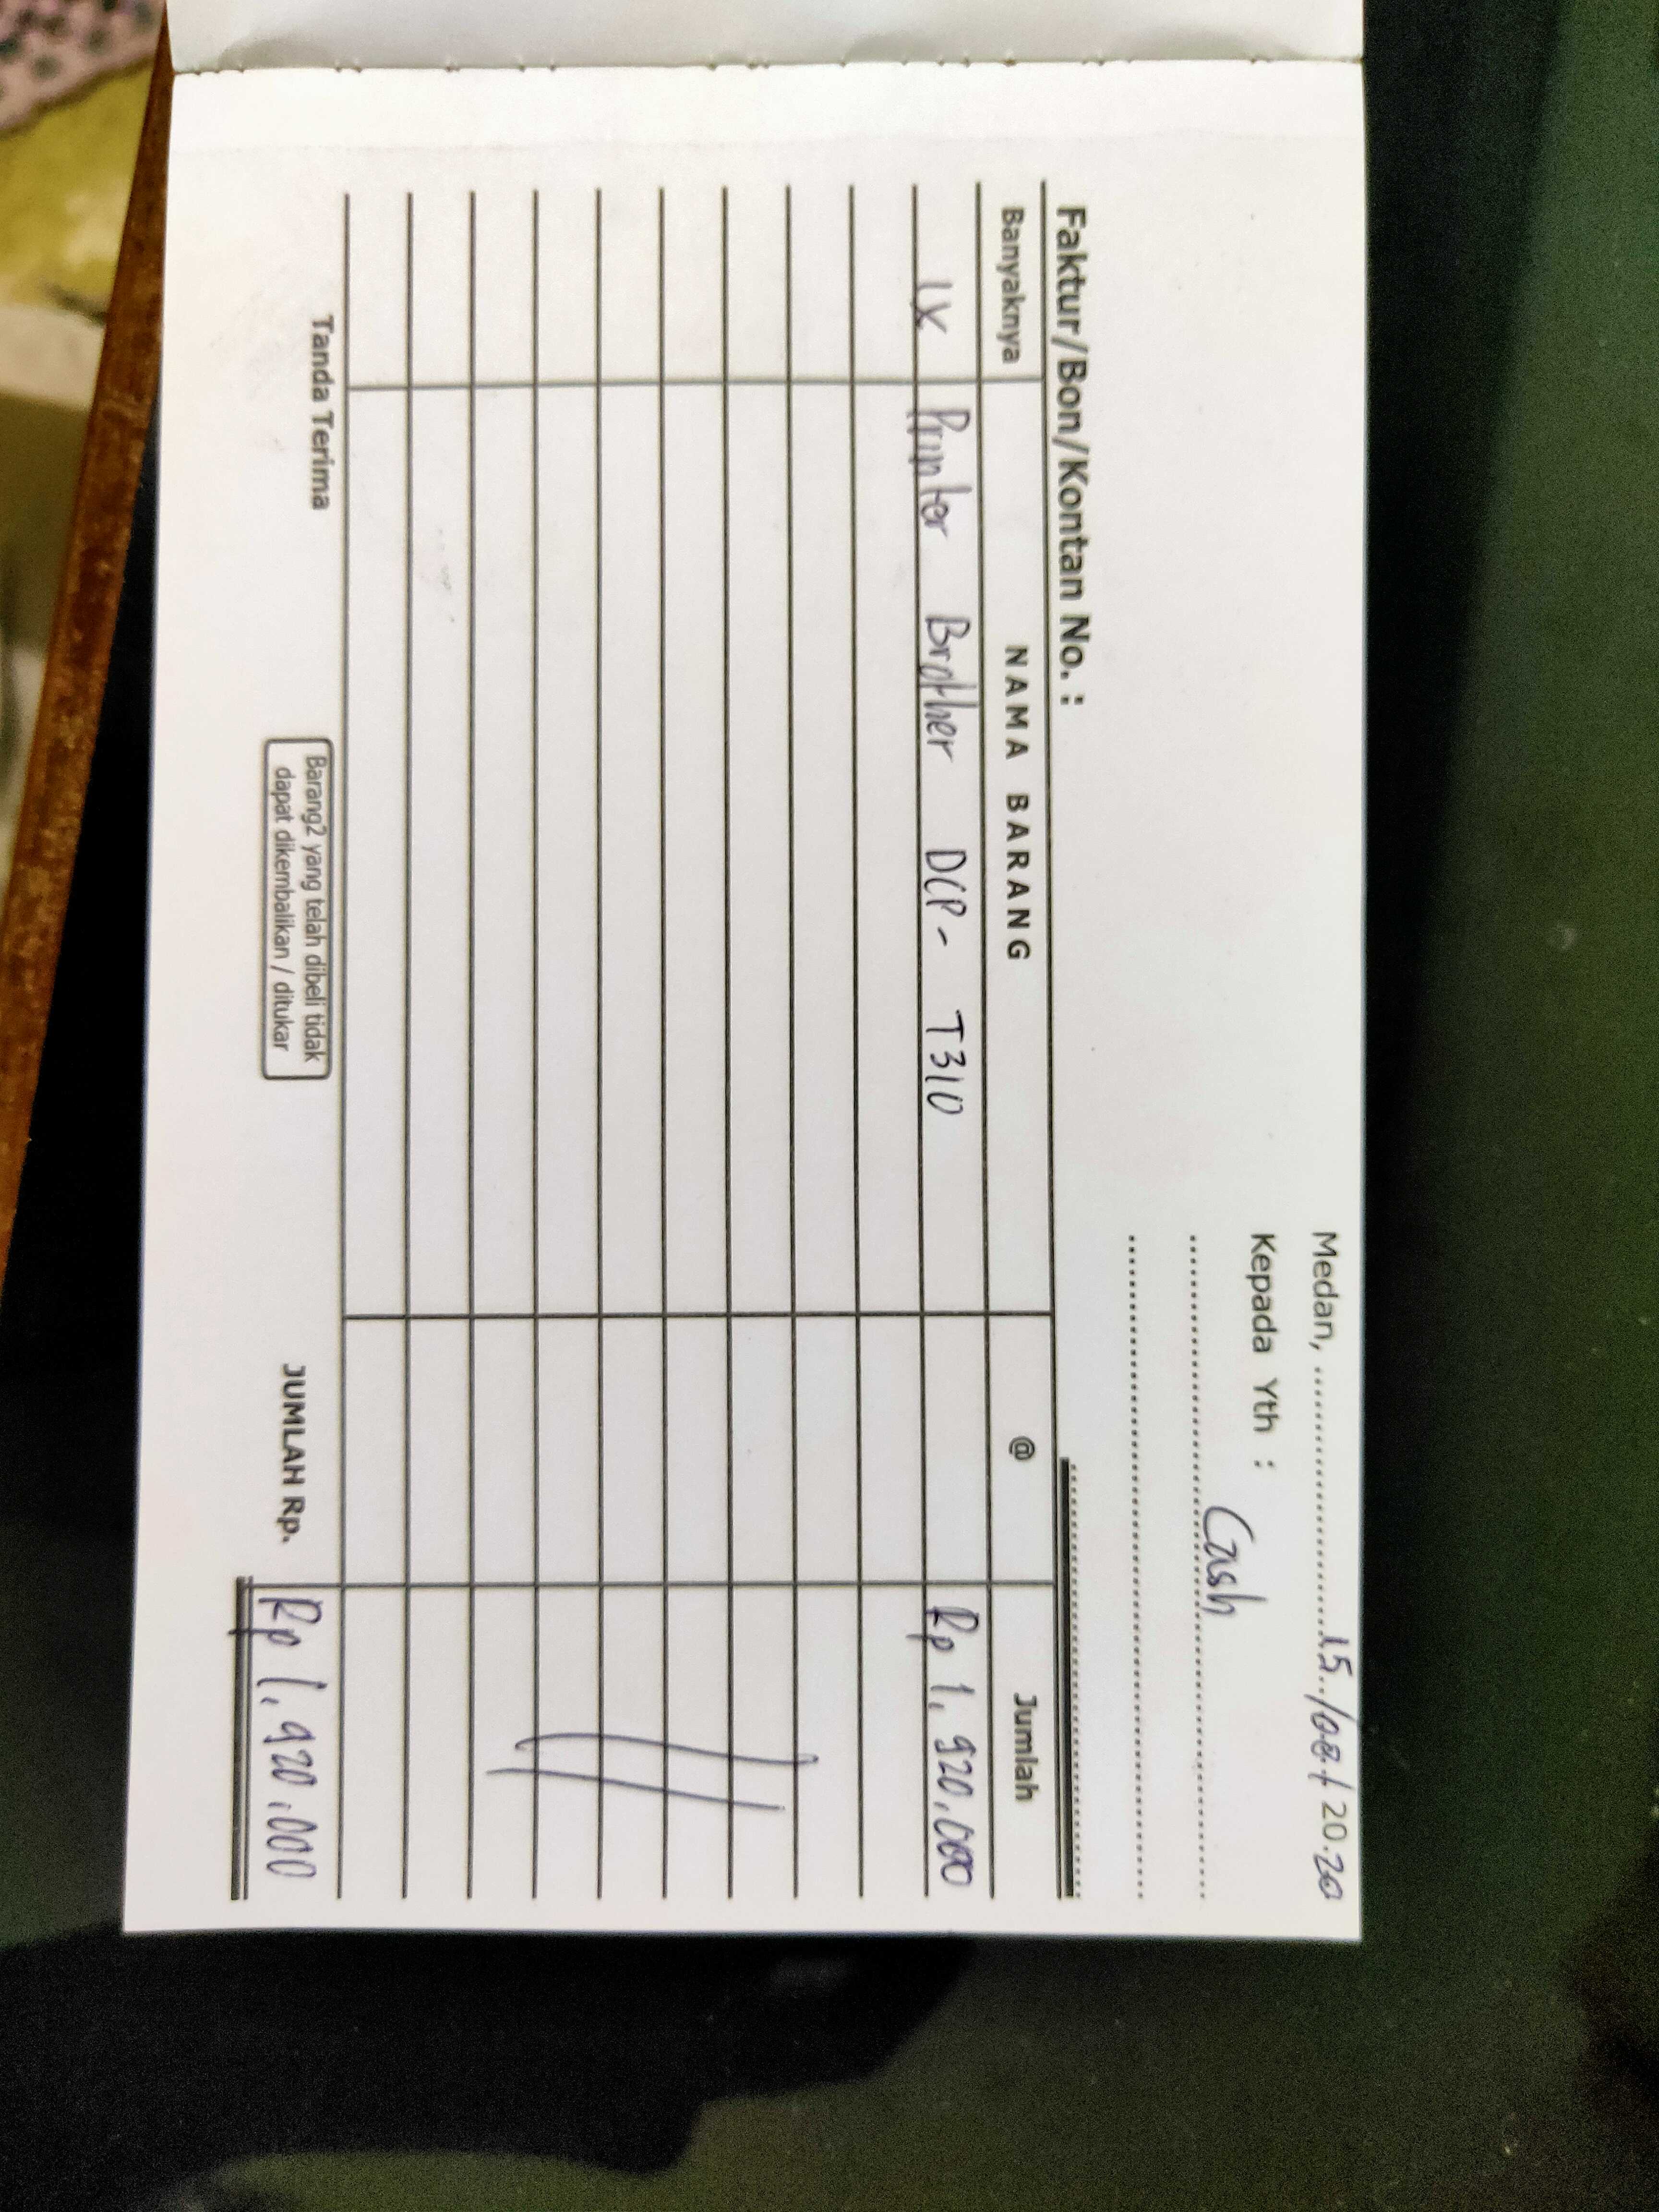 Medan, 15 / 08 / 2020
Kepada Yth : Cash
Faktur/Bon/Kontan No. :
Banyaknya NAMA BARANG @ Jumlah
1x Printer Brother DCP- T310 Rp 1.920.000
Tanda Terima
Barang2 yang telah dibeli tidak
dapat dikembalikan / ditukar
JUMLAH Rp. Rp 1.920.000